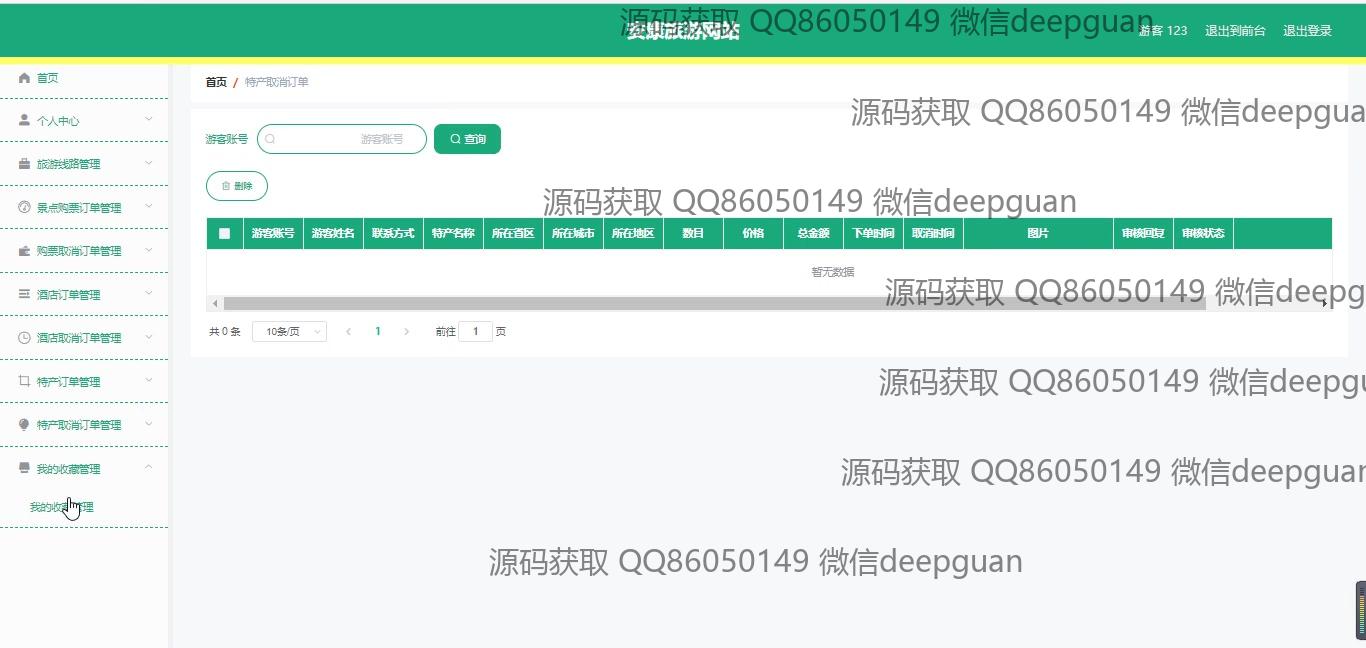 源码获取 QQ86050149 微信deepguan
安徽旅游网站
游客 123 退出到前台 退出登录
首页
首页 / 特产取消订单
个人中心
源码获取 QQ86050149 微信deepgua
游客账号 游客账号 查询
旅游线路管理
删除
源码获取 QQ86050149 微信deepguan
景点购票订单管理
游客账号 游客姓名 联系方式 特产名称 所在省区 所在城市 所在地区 数目 价格 总金额 下单时间 取消时间 图片 审核回复 审核状态
购票取消订单管理
暂无数据
源码获取 QQ86050149 微信deepg
酒店订单管理
共 0 条 10条/页 1 前往 1 页
酒店取消订单管理
特产订单管理
源码获取 QQ86050149 微信deepgu
特产取消订单管理
我的收藏管理
源码获取 QQ86050149 微信deepguan
我的收藏管理
源码获取 QQ86050149 微信deepguan